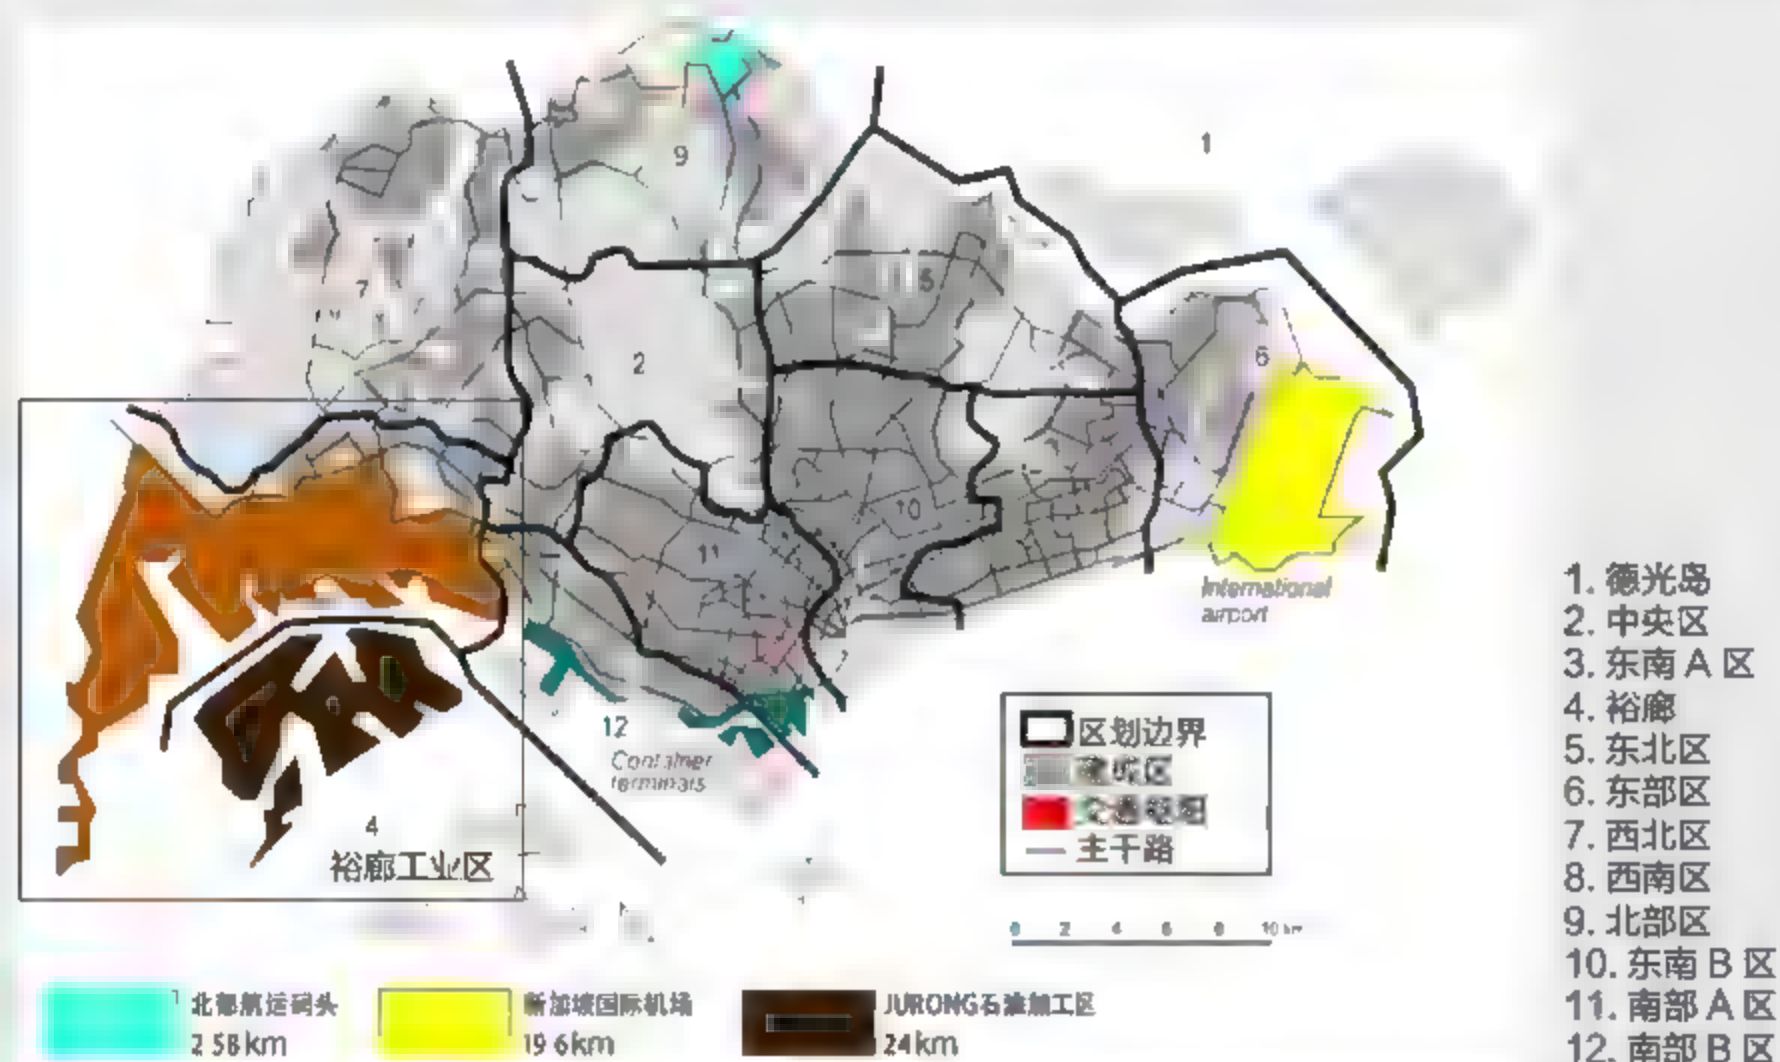 1
9
7
5
6
2
10
11
International
airport
12
Container
terminals
4
裕廊工业区
区划边界
建成区
主干路
0 2 4 6 8 10 km
1. 德光岛
2. 中央区
3. 东南 A 区
4. 裕廊
5. 东北区
6. 东部区
7. 西北区
8. 西南区
9. 北部区
10. 东南 B 区
11. 南部 A 区
12. 南部 B 区
北部航运码头
2 58km
新加坡国际机场
19 6km
JURONG石油加工区
24km